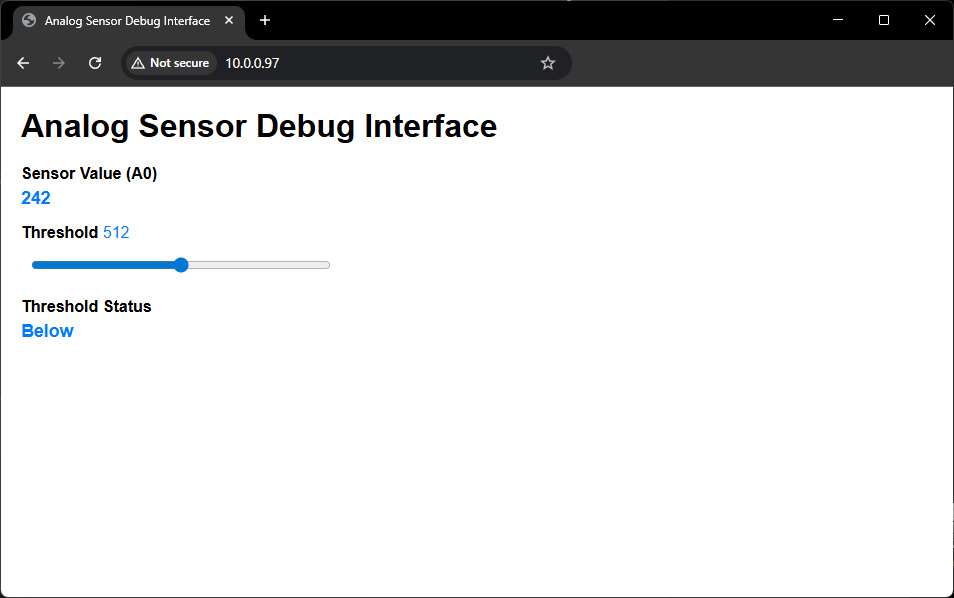 Analog Sensor Debug Interface
Not secure 10.0.0.97
Analog Sensor Debug Interface
Sensor Value (A0)
242
Threshold 512
Threshold Status
Below